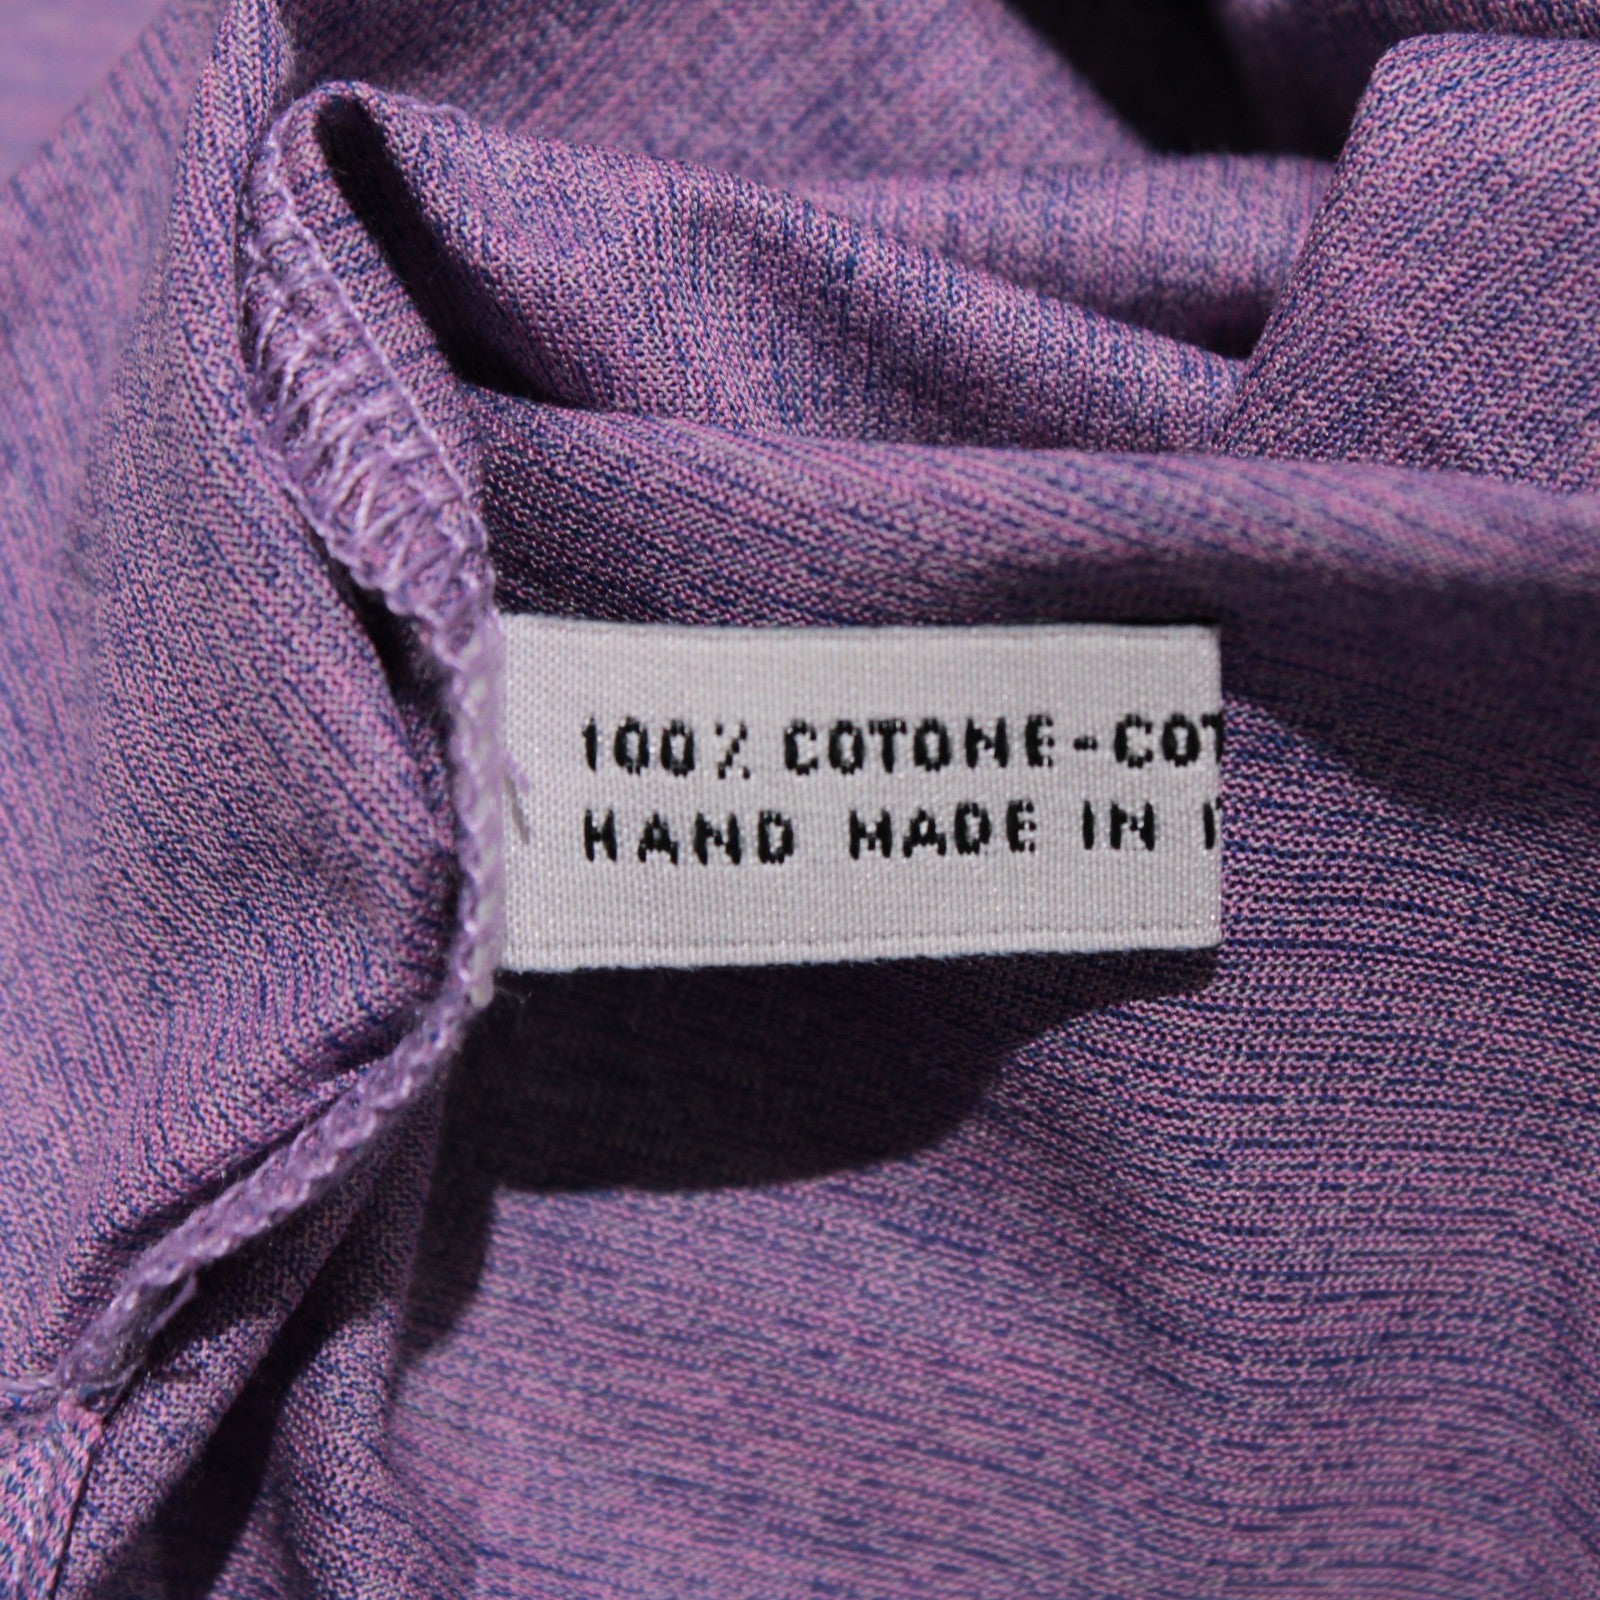 100% COTONE-COT
HAND MADE IN